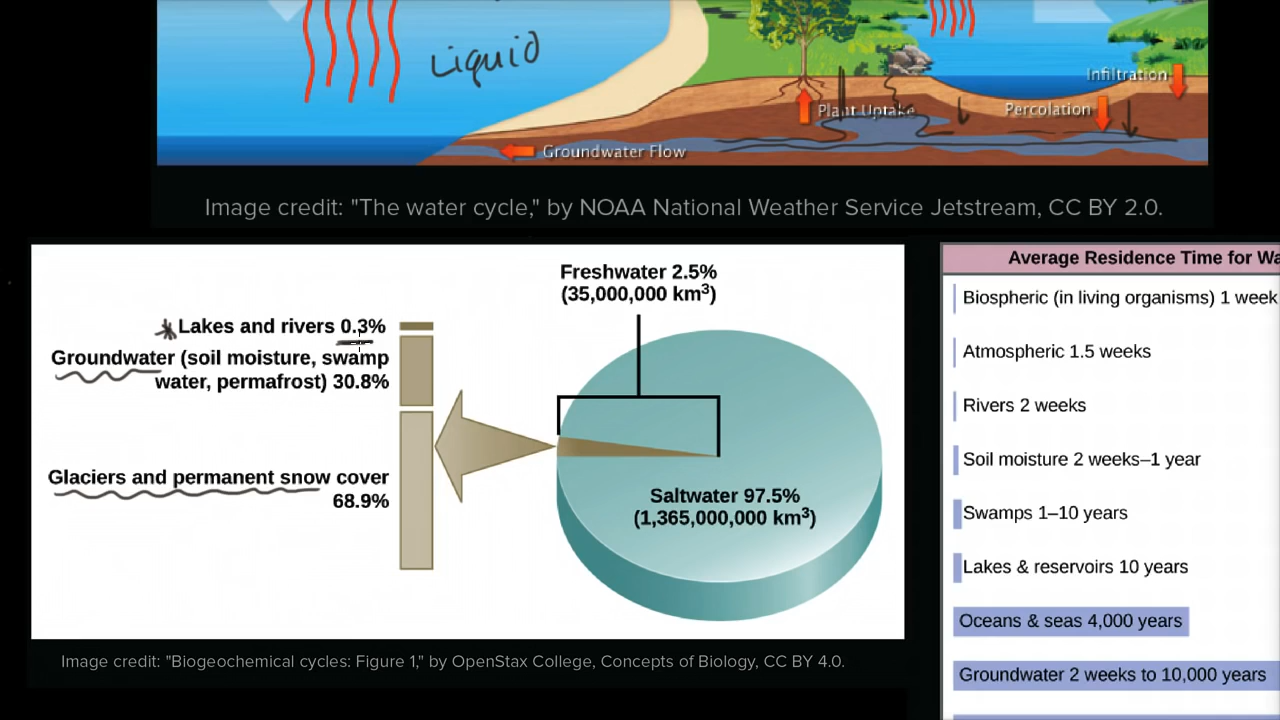 Liquid
Infiltration
Plant Uptake
Percolation
Groundwater Flow
Image credit: "The water cycle," by NOAA National Weather Service Jetstream, CC BY 2.0.
Freshwater 2.5%
(35,000,000 km³)
Lakes and rivers 0.3%
Groundwater (soil moisture, swamp
water, permafrost) 30.8%
Glaciers and permanent snow cover
68.9%
Saltwater 97.5%
(1,365,000,000 km³)
Image credit: "Biogeochemical cycles: Figure 1," by OpenStax College, Concepts of Biology, CC BY 4.0.
Average Residence Time for
Biospheric (in living organisms) 1 week
Atmospheric 1.5 weeks
Rivers 2 weeks
Soil moisture 2 weeks–1 year
Swamps 1–10 years
Lakes & reservoirs 10 years
Oceans & seas 4,000 years
Groundwater 2 weeks to 10,000 years